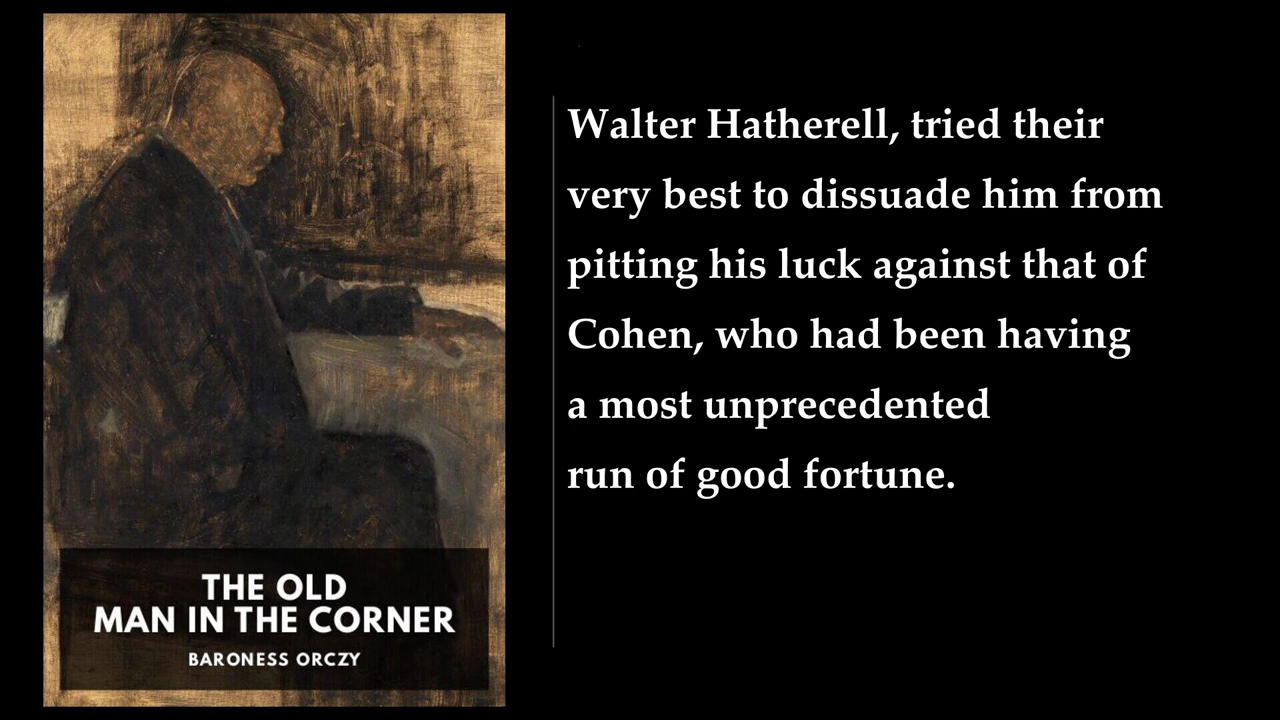 THE OLD
MAN IN THE CORNER
BARONESS ORCZY
Walter Hatherell, tried their
very best to dissuade him from
pitting his luck against that of
Cohen, who had been having
a most unprecedented
run of good fortune.